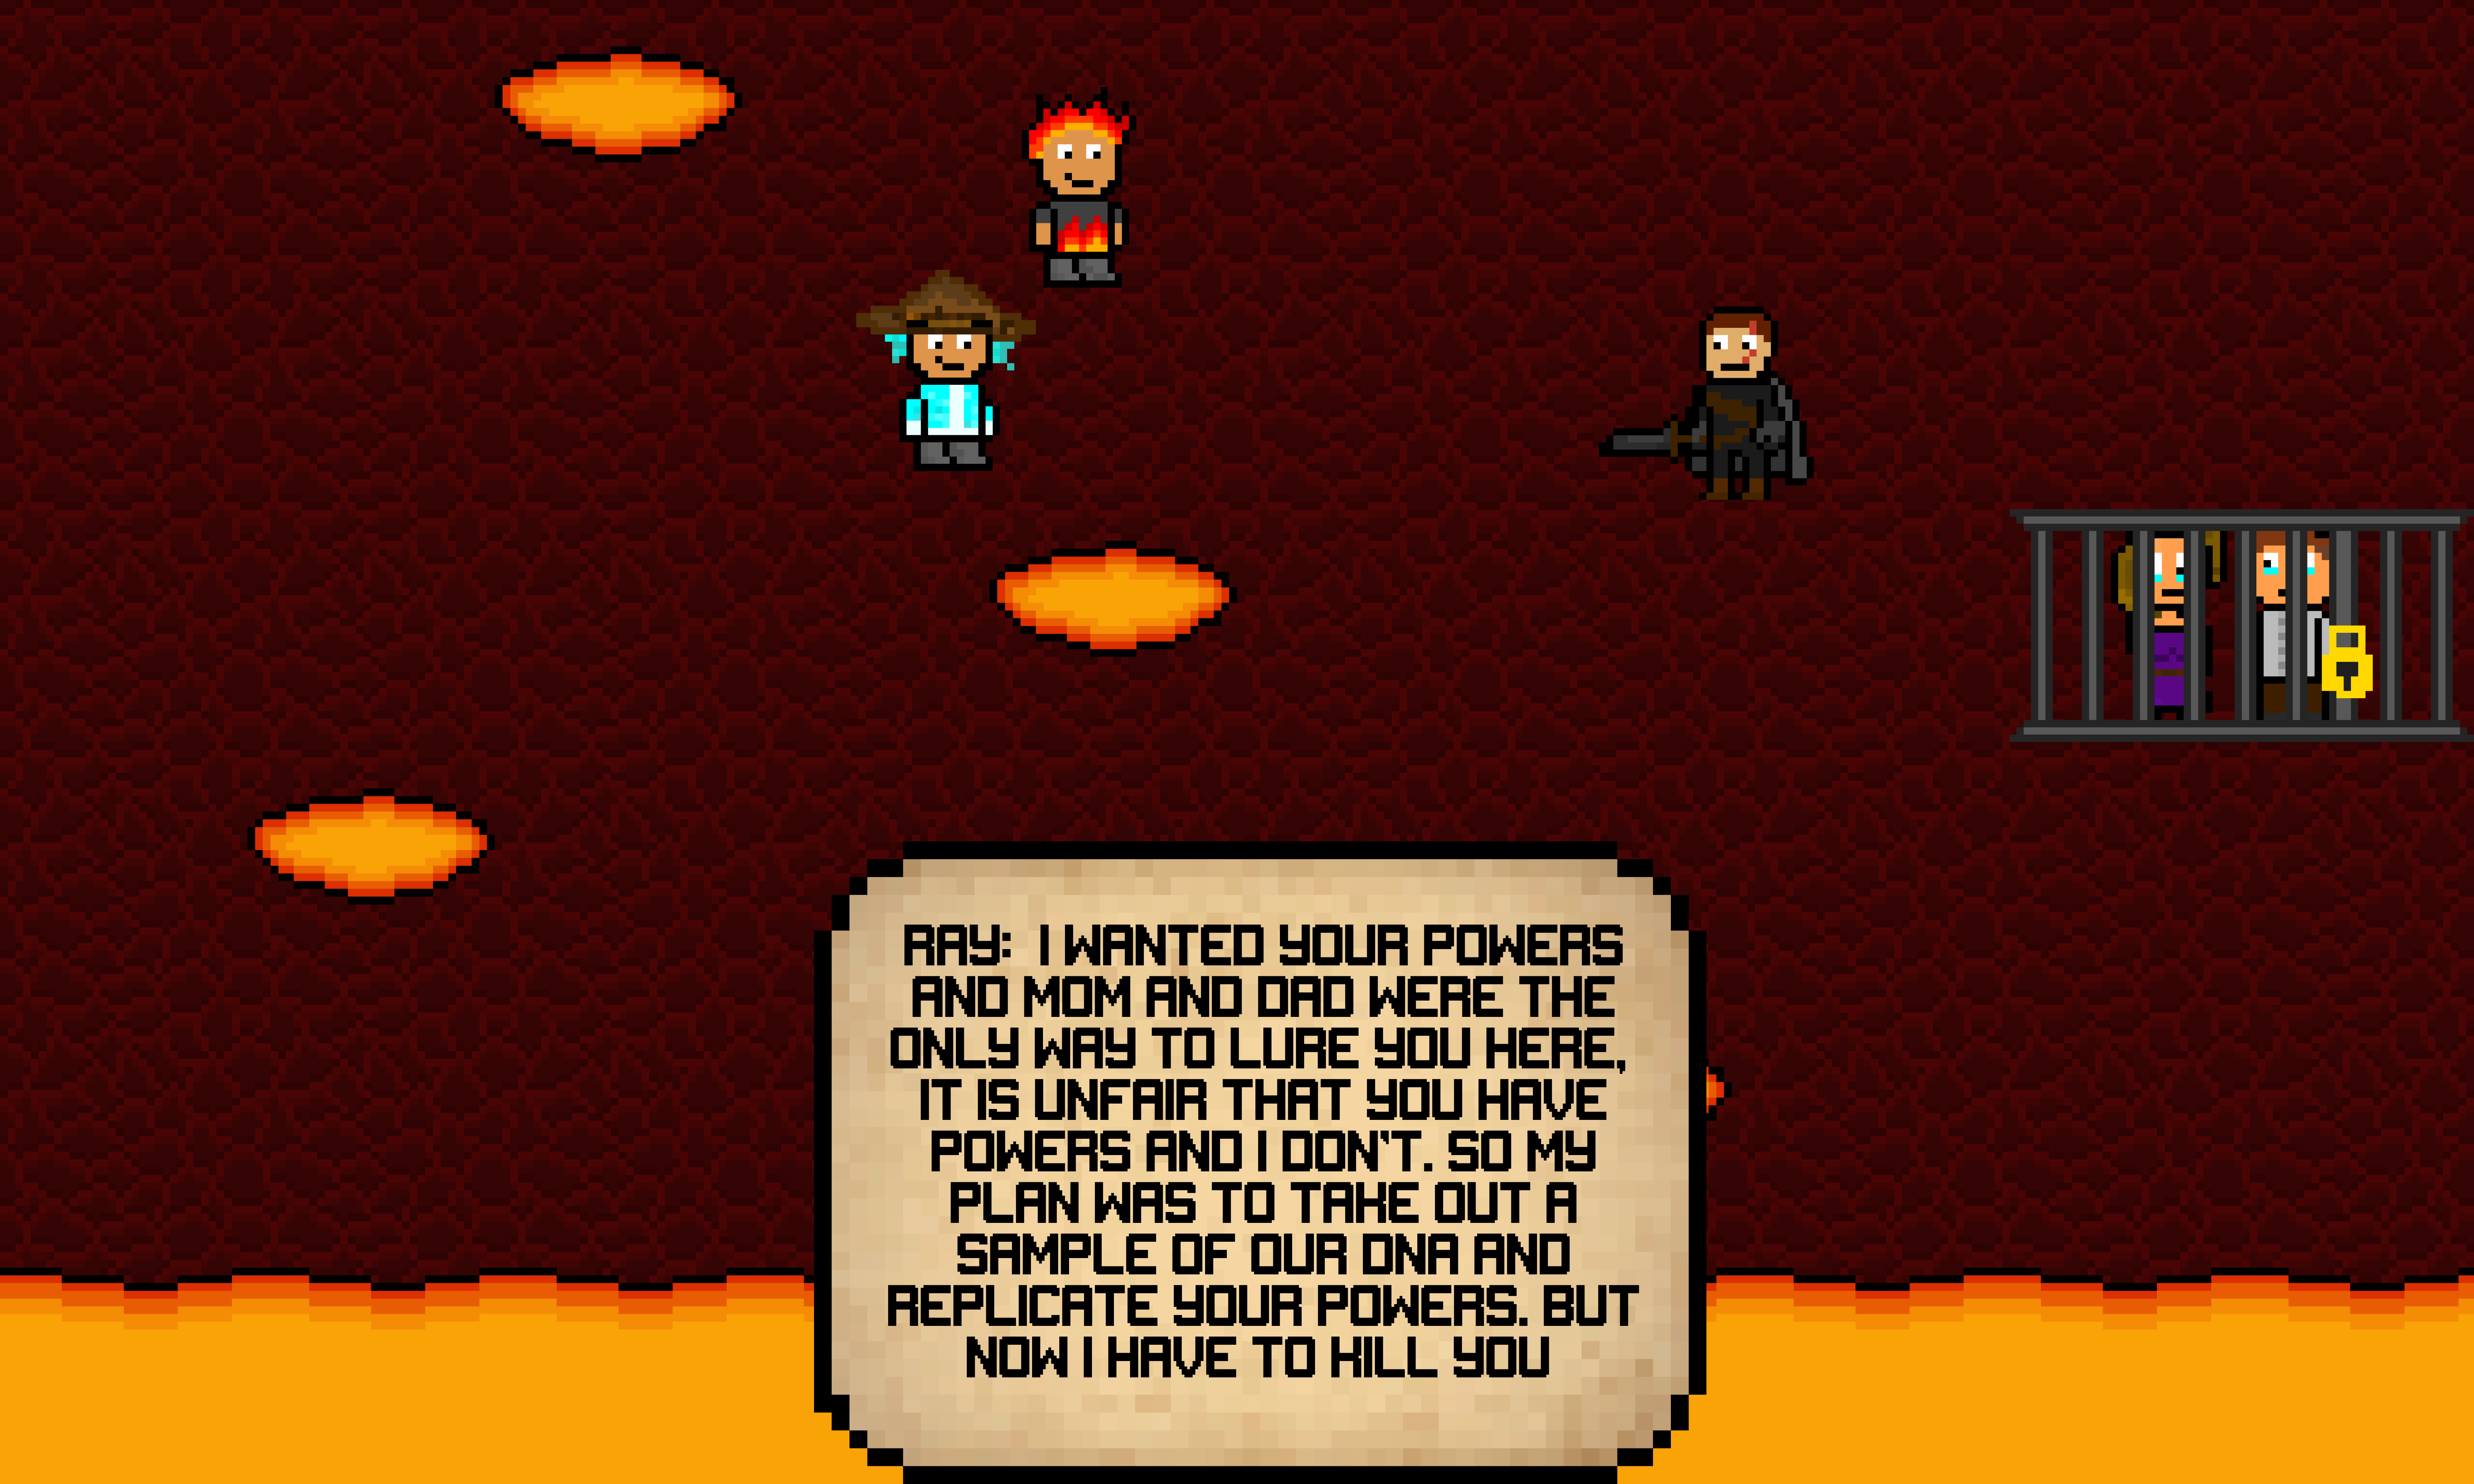 RAY: I WANTED YOUR POWERS
AND MOM AND DAD WERE THE
ONLY WAY TO LURE YOU HERE,
IT IS UNFAIR THAT YOU HAVE
POWERS AND I DON'T. SO MY
PLAN WAS TO TAKE OUT A
SAMPLE OF OUR DNA AND
REPLICATE YOUR POWERS. BUT
NOW I HAVE TO KILL YOU